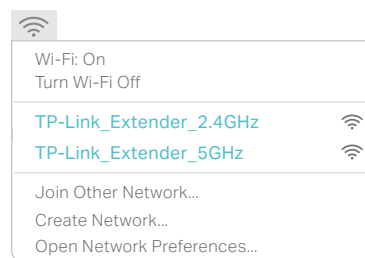 Wi-Fi: On
Turn Wi-Fi Off
TP-Link_Extender_2.4GHz
TP-Link_Extender_5GHz
Join Other Network...
Create Network...
Open Network Preferences...